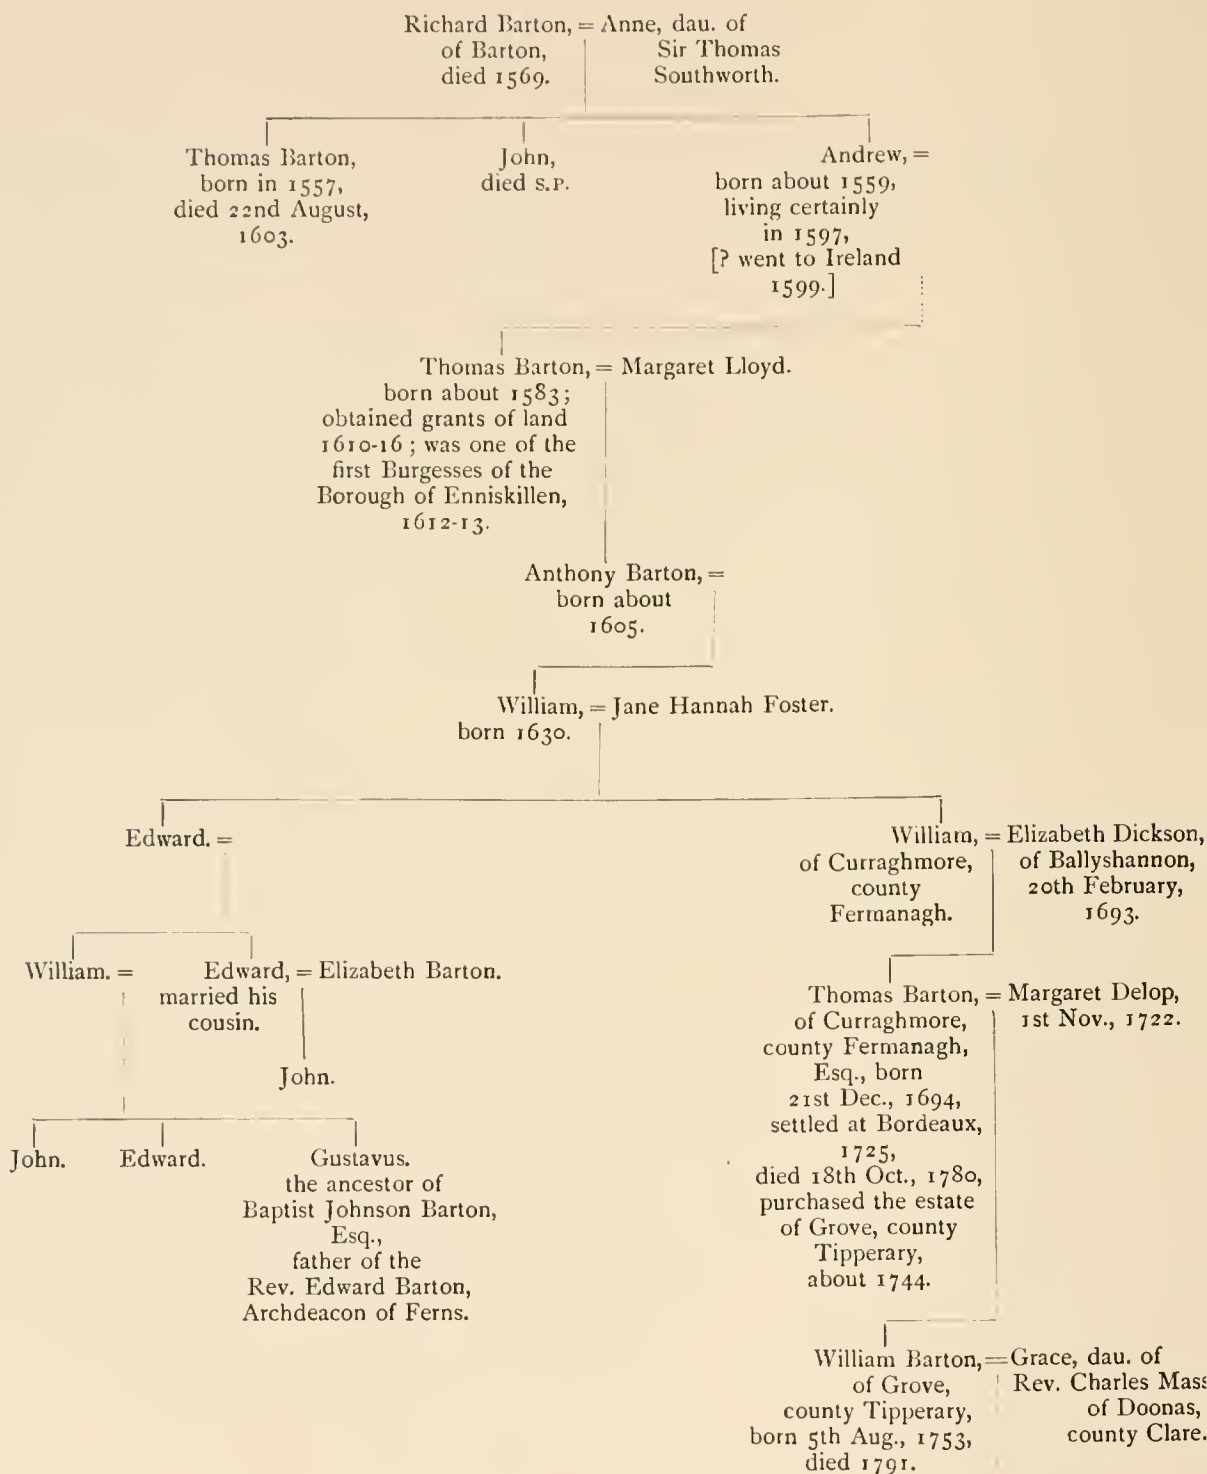 Richard Barton, = Anne, dau. of
of Barton, Sir Thomas
died 1569. Southworth.
Thomas Barton,
born in 1557,
died 22nd August,
1603.
John,
died S.P.
Andrew, =
born about 1559,
living certainly
in 1597,
[? went to Ireland
1599.]
Thomas Barton, = Margaret Lloyd.
born about 1583;
obtained grants of land
1610-16; was one of the
first Burgesses of the
Borough of Enniskillen,
1612-13.
Anthony Barton, =
born about
1605.
William, = Jane Hannah Foster.
born 1630.
Edward. =
William, = Elizabeth Dickson,
of Curraghmore, of Ballyshannon,
county 20th February,
Fermanagh. 1693.
William. =
Edward, = Elizabeth Barton.
married his
cousin.
John.
John.
Edward.
Gustavus.
the ancestor of
Baptist Johnson Barton,
Esq.,
father of the
Rev. Edward Barton,
Archdeacon of Ferns.
Thomas Barton, = Margaret Delop,
of Curraghmore, 1st Nov., 1722.
county Fermanagh,
Esq., born
21st Dec., 1694,
settled at Bordeaux,
1725,
died 18th Oct., 1780,
purchased the estate
of Grove, county
Tipperary,
about 1744.
William Barton, = Grace, dau. of
of Grove, Rev. Charles Mass
county Tipperary, of Doonas,
born 5th Aug., 1753, county Clare.
died 1791.